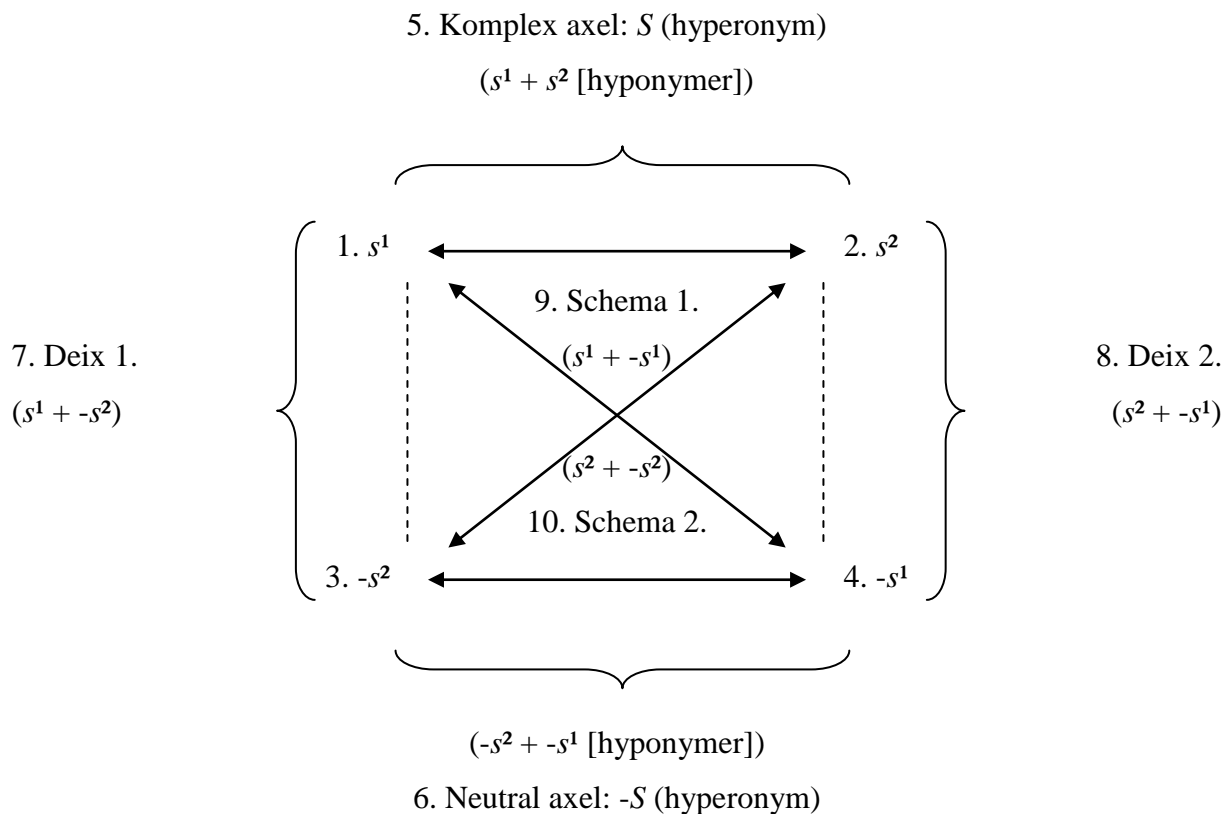 5. Komplex axel: S (hyperonym)
(s¹ + s² [hyponymer])
1. s¹
2. s²
9. Schema 1.
(s¹ + -s¹)
7. Deix 1.
(s¹ + -s²)
8. Deix 2.
(s² + -s¹)
(s² + -s²)
10. Schema 2.
3. -s²
4. -s¹
(-s² + -s¹ [hyponymer])
6. Neutral axel: -S (hyperonym)